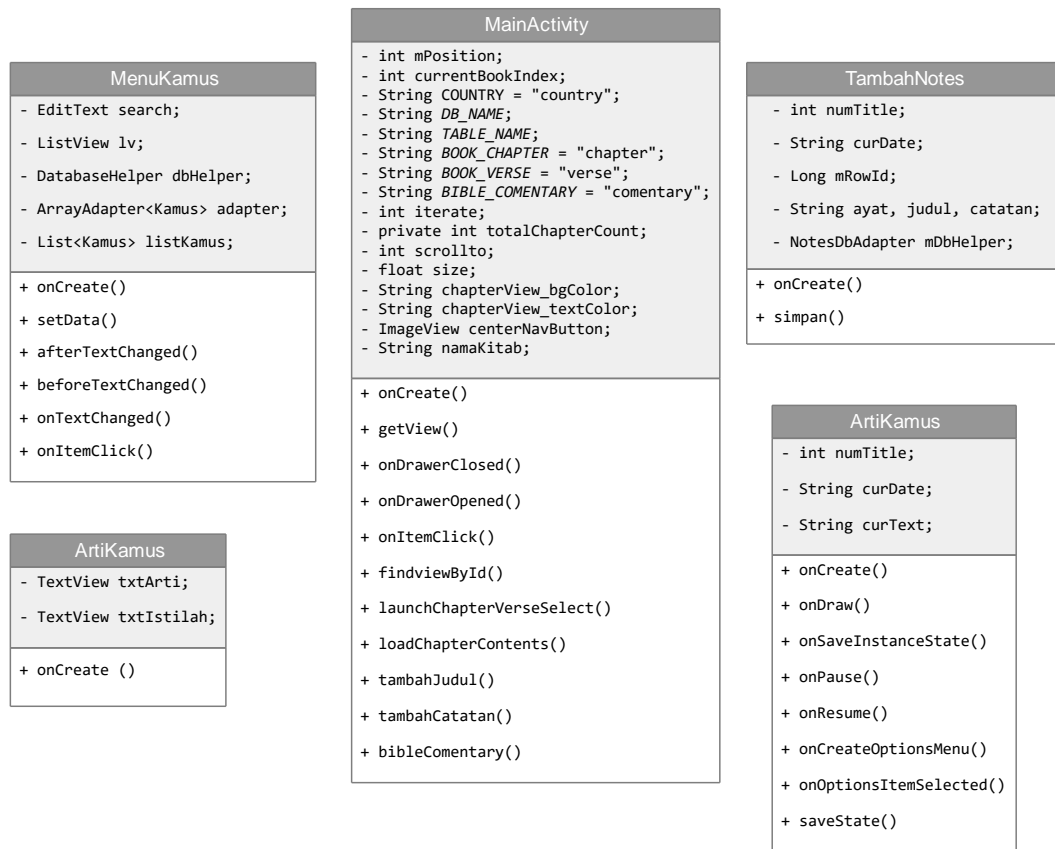 MenuKamus
- EditText search;
- ListView lv;
- DatabaseHelper dbHelper;
- ArrayAdapter<Kamus> adapter;
- List<Kamus> listKamus;
+ onCreate()
+ setData()
+ afterTextChanged()
+ beforeTextChanged()
+ onTextChanged()
+ onItemClick()
ArtiKamus
- TextView txtArti;
- TextView txtIstilah;
+ onCreate ()
MainActivity
- int mPosition;
- int currentBookIndex;
- String COUNTRY = "country";
- String DB_NAME;
- String TABLE_NAME;
- String BOOK_CHAPTER = "chapter";
- String BOOK_VERSE = "verse";
- String BIBLE_COMENTARY = "comentary";
- int iterate;
- private int totalChapterCount;
- int scrollto;
- float size;
- String chapterView_bgColor;
- String chapterView_textColor;
- ImageView centerNavButton;
- String namaKitab;
+ onCreate()
+ getView()
+ onDrawerClosed()
+ onDrawerOpened()
+ onItemClick()
+ findviewById()
+ launchChapterVerseSelect()
+ loadChapterContents()
+ tambahJudul()
+ tambahCatatan()
+ bibleComentary()
TambahNotes
- int numTitle;
- String curDate;
- Long mRowId;
- String ayat, judul, catatan;
- NotesDbAdapter mDbHelper;
+ onCreate()
+ simpan()
ArtiKamus
- int numTitle;
- String curDate;
- String curText;
+ onCreate()
+ onDraw()
+ onSaveInstanceState()
+ onPause()
+ onResume()
+ onCreateOptionsMenu()
+ onOptionsItemSelected()
+ saveState()